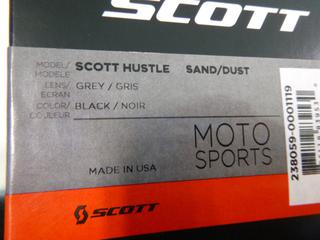 SCOTT
MODEL/ SCOTT HUSTLE SAND/DUST
MODÈLE
LENS/ GREY / GRIS
ECRAN
COLOR/ BLACK / NOIR
COULEUR
MOTO
SPORTS
MADE IN USA
SCOTT
238059-0001119